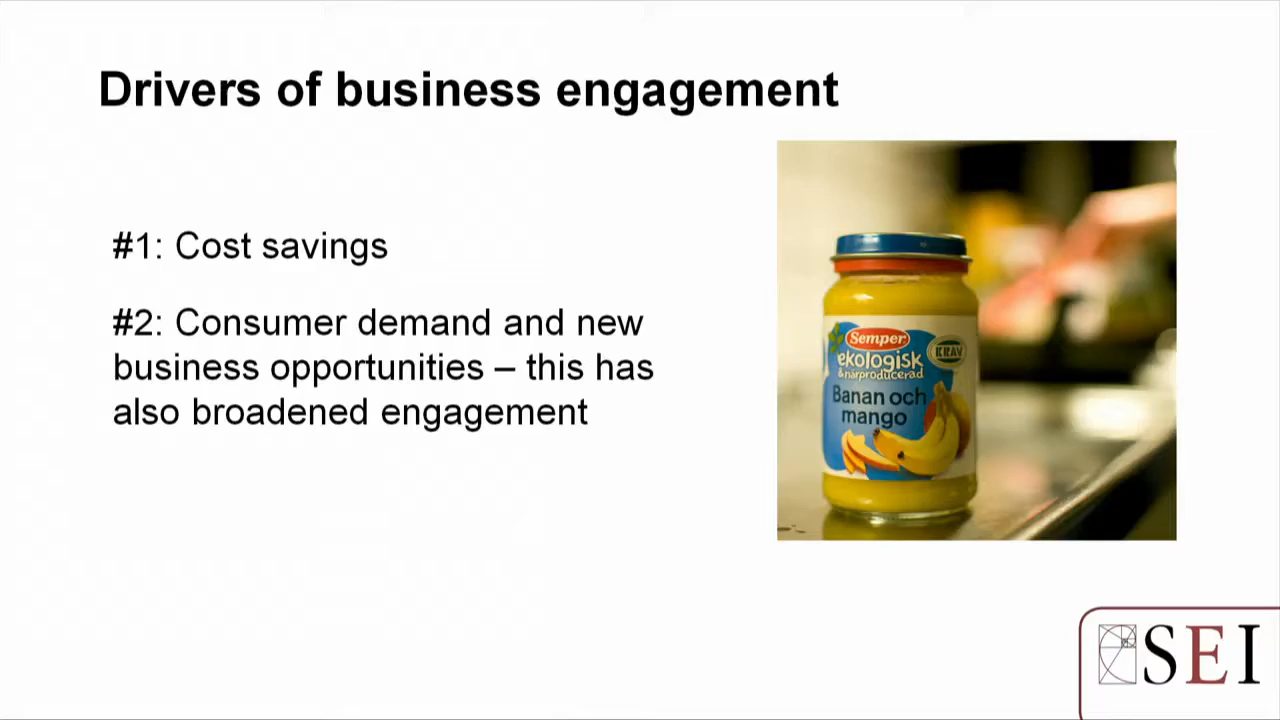 Drivers of business engagement
#1: Cost savings
#2: Consumer demand and new
business opportunities – this has
also broadened engagement
Semper
ekologisk
& närproducerad
KRAV
Banan och
mango
SEI